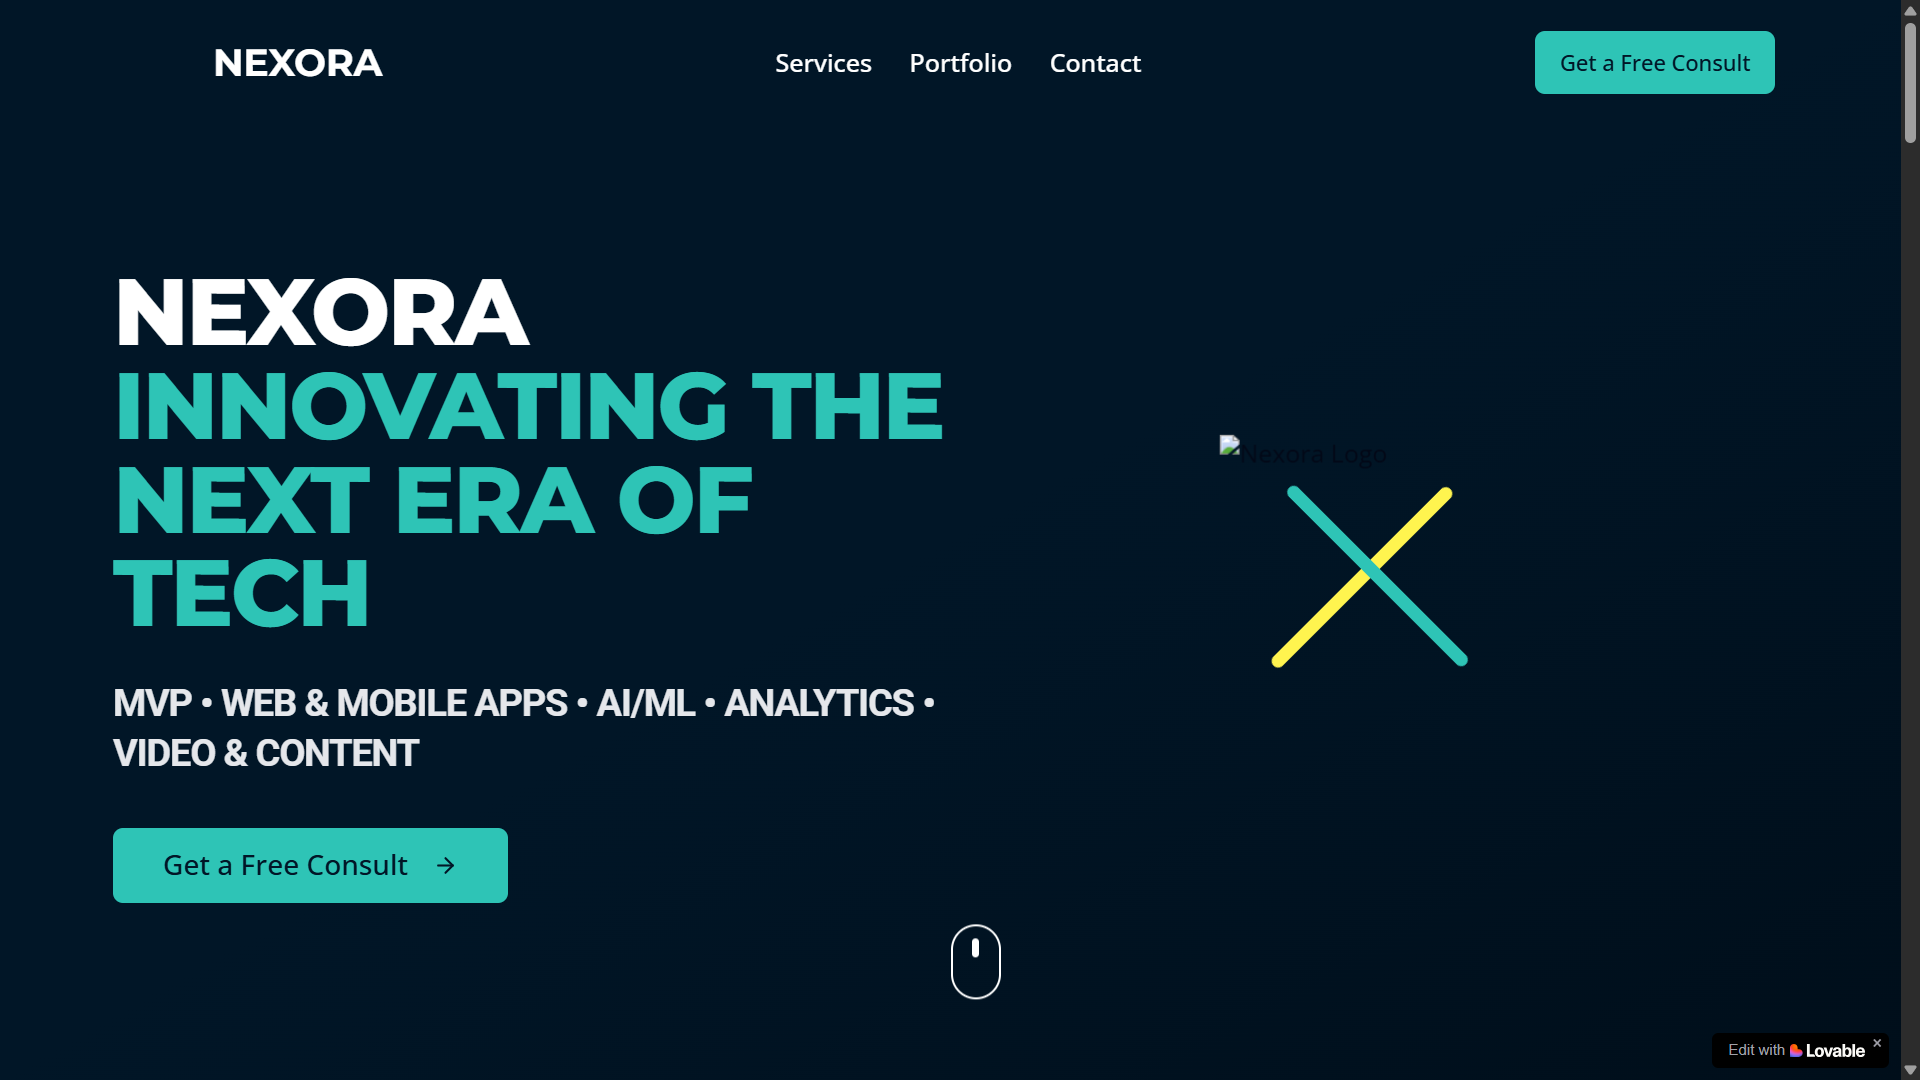 NEXORA
Services
Portfolio
Contact
Get a Free Consult
NEXORA
INNOVATING THE
NEXT ERA OF
TECH
MVP • WEB & MOBILE APPS • AI/ML • ANALYTICS •
VIDEO & CONTENT
Get a Free Consult
Nexora Logo
Edit with Lovable